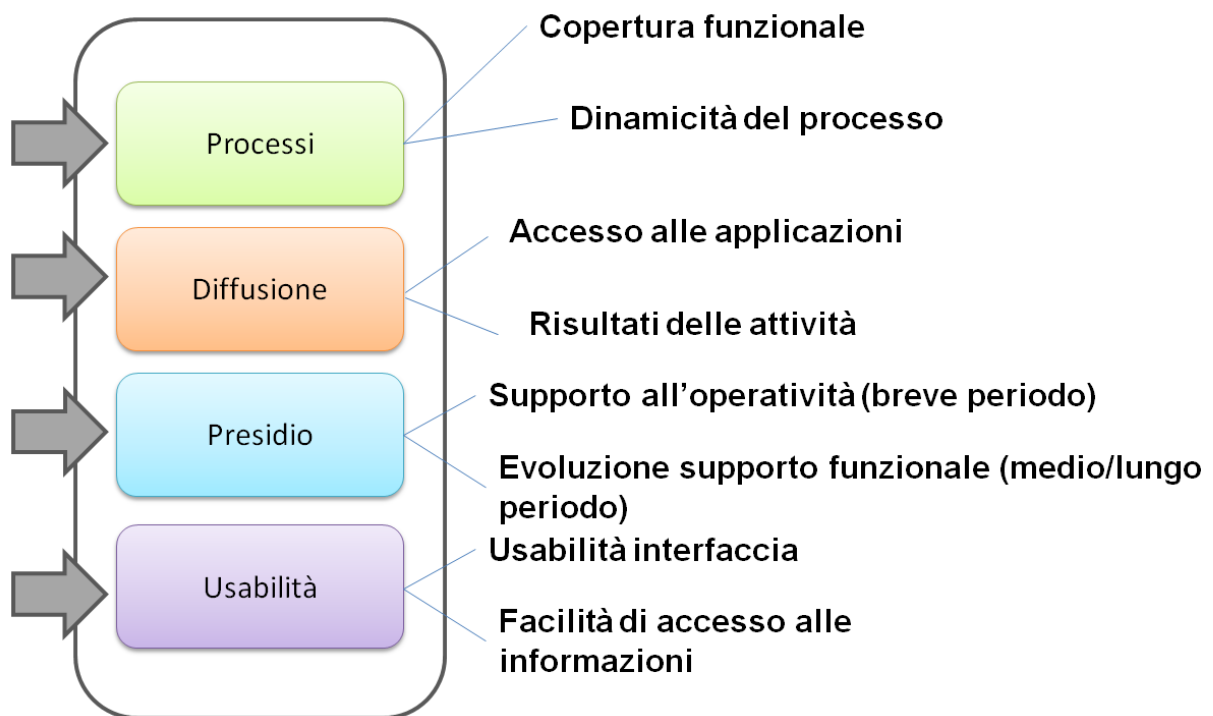 Copertura funzionale
Processi
Dinamicità del processo
Accesso alle applicazioni
Diffusione
Risultati delle attività
Supporto all’operatività (breve periodo)
Presidio
Evoluzione supporto funzionale (medio/lungo
periodo)
Usabilità interfaccia
Usabilità
Facilità di accesso alle
informazioni